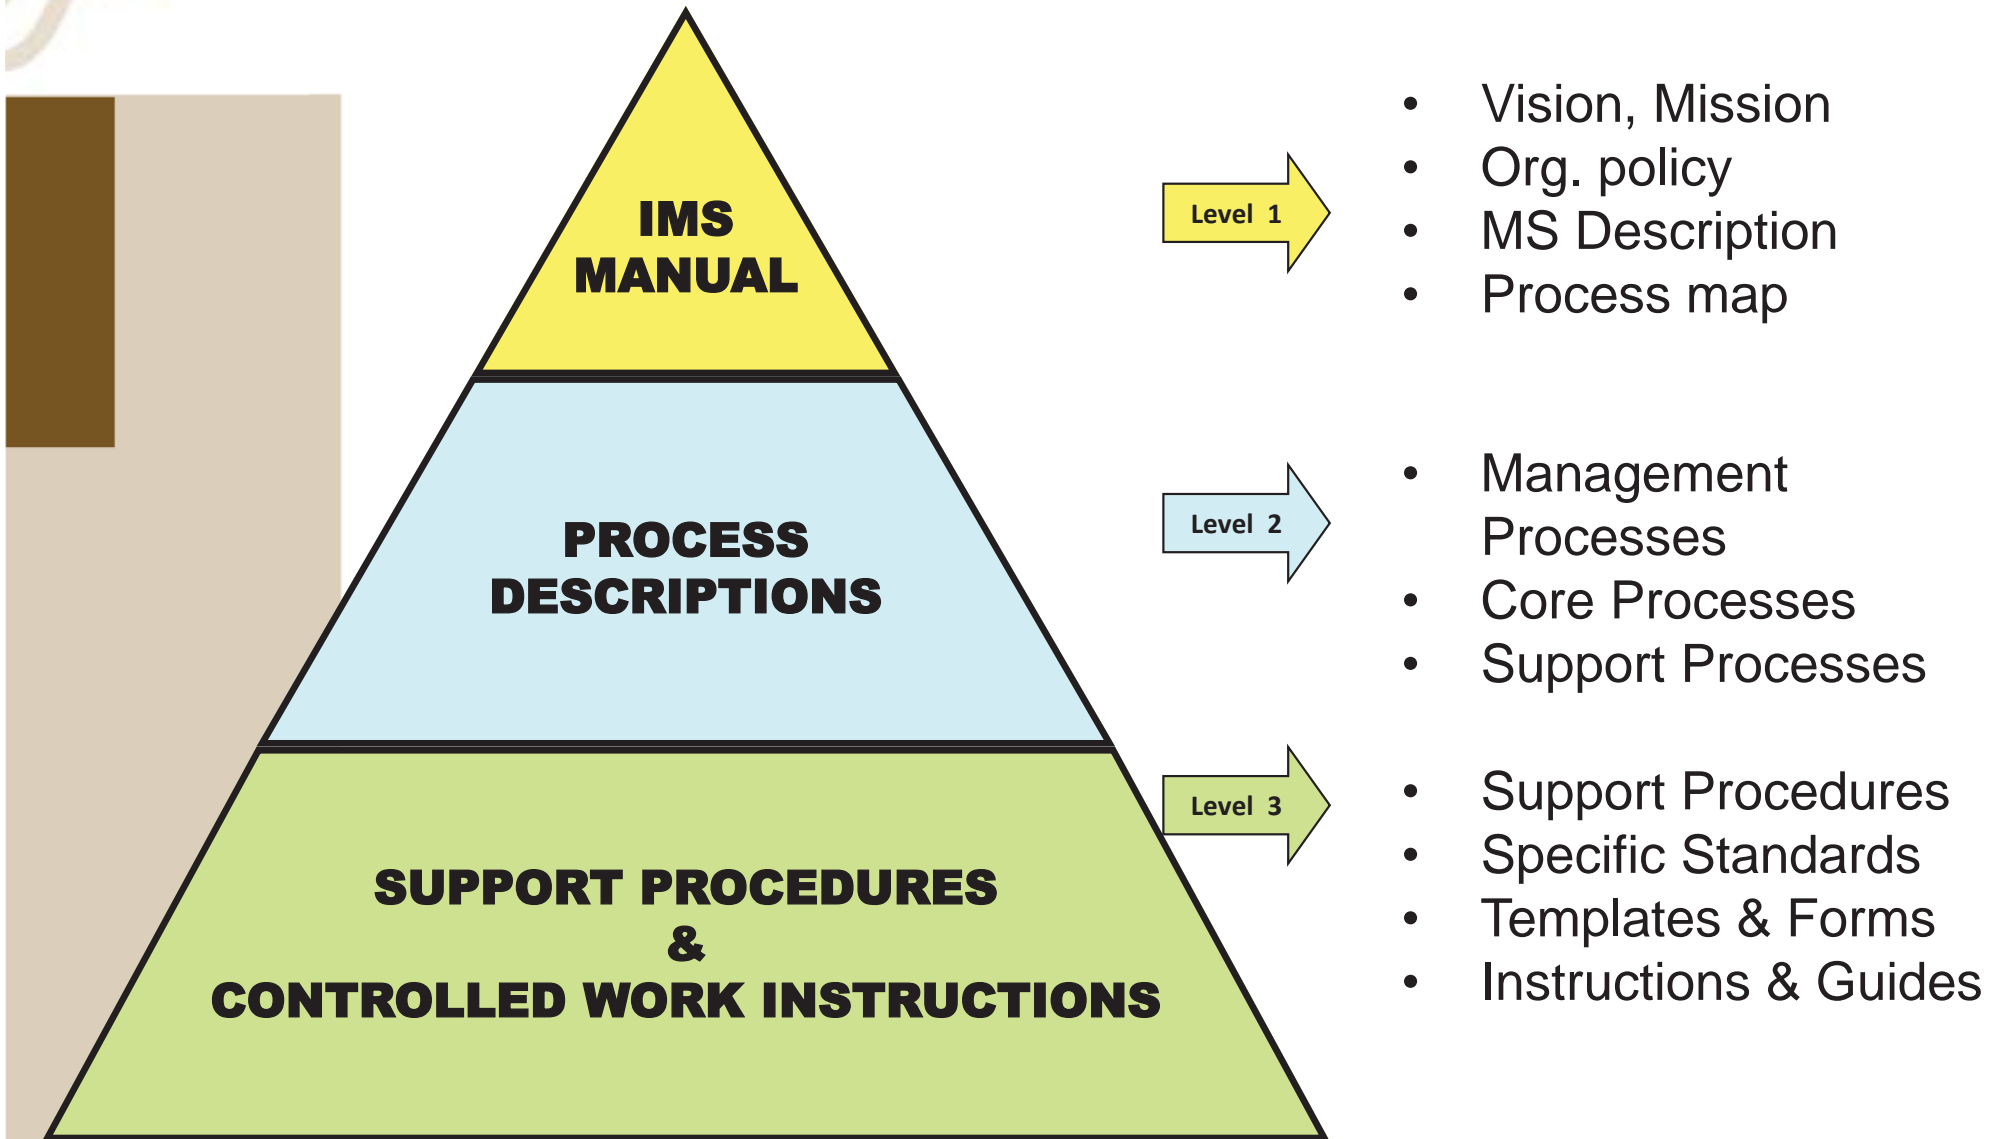 IMS
MANUAL
Level 1
• Vision, Mission
• Org. policy
• MS Description
• Process map
PROCESS
DESCRIPTIONS
Level 2
• Management
Processes
• Core Processes
• Support Processes
SUPPORT PROCEDURES
&
CONTROLLED WORK INSTRUCTIONS
Level 3
• Support Procedures
• Specific Standards
• Templates & Forms
• Instructions & Guides